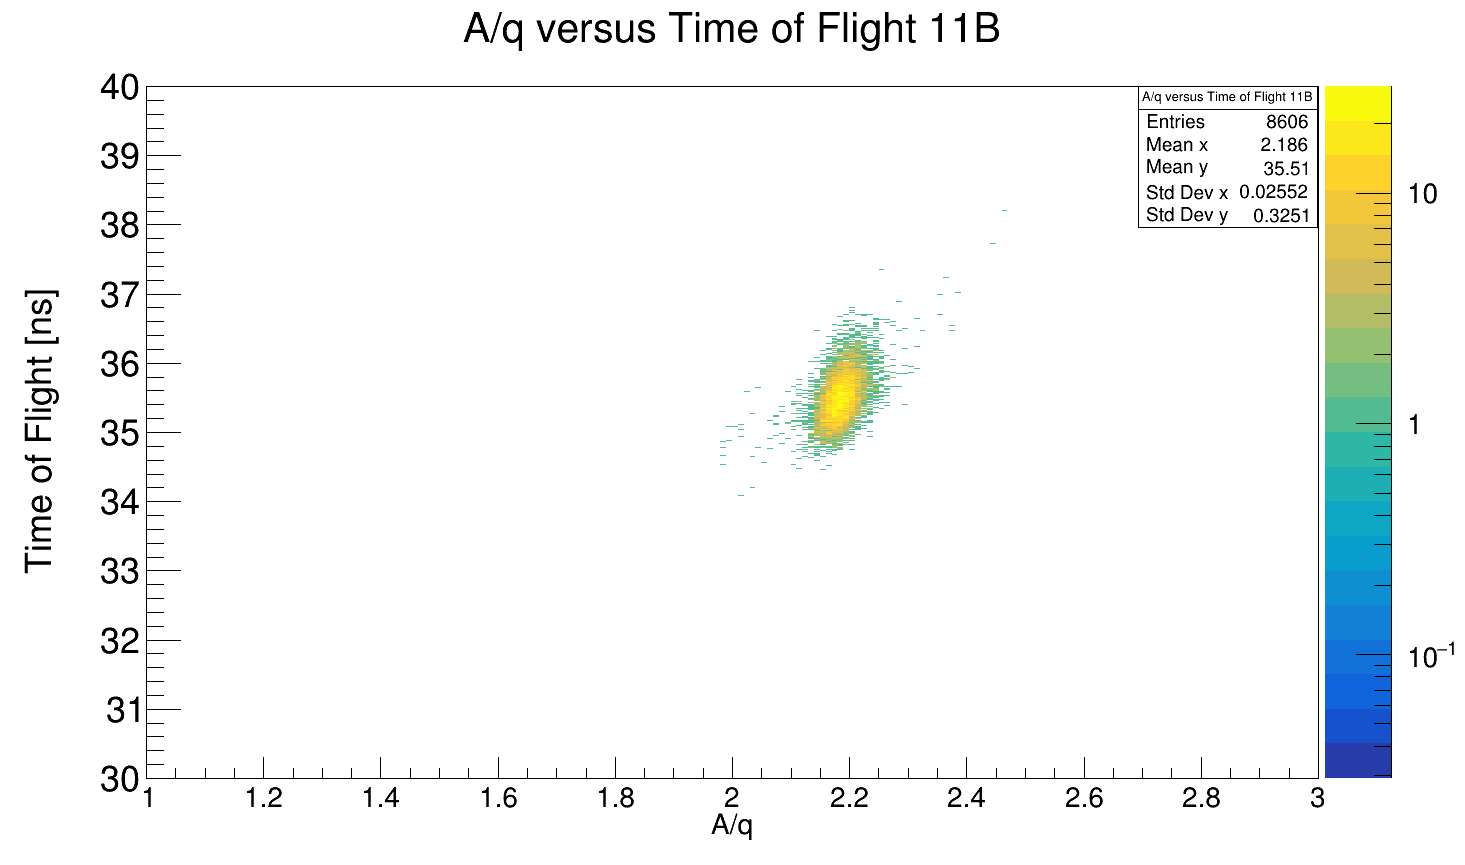 A/q versus Time of Flight 11B
A/q versus Time of Flight 11B
Entries 8606
Mean x 2.186
Mean y 35.51
Std Dev x 0.02552
Std Dev y 0.3251
Time of Flight [ns]
40
39
38
37
36
35
34
33
32
31
30
1 1.2 1.4 1.6 1.8 2 2.2 2.4 2.6 2.8 3
A/q
10
1
10⁻¹